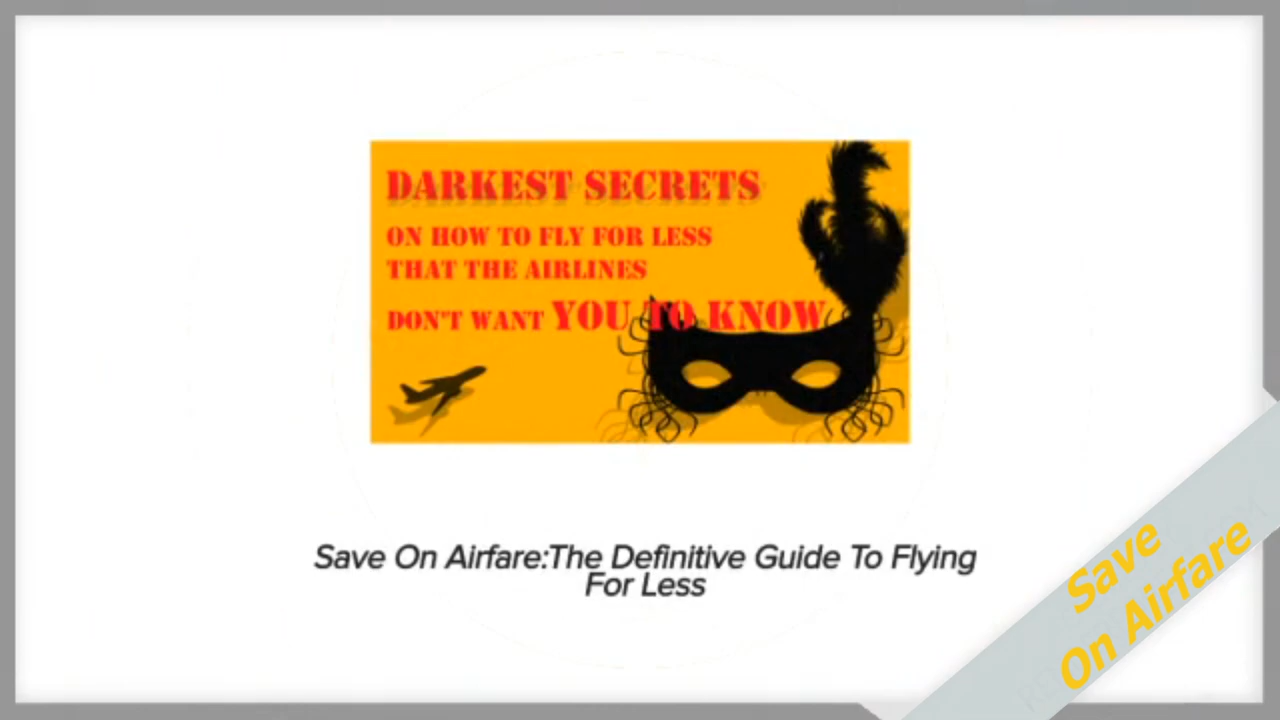 DARKEST SECRETS
ON HOW TO FLY FOR LESS
THAT THE AIRLINES
DON'T WANT YOU TO KNOW
Save On Airfare:The Definitive Guide To Flying
For Less
Save
On Airfare